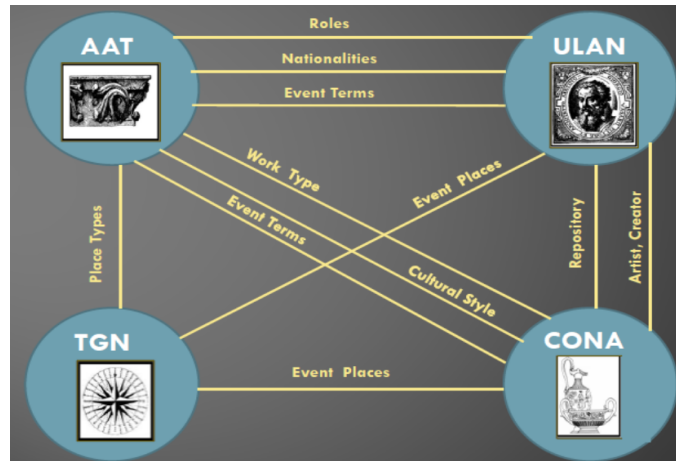 Roles
AAT
ULAN
Nationalities
Event Terms
Work Type
Event Places
Event Terms
Place Types
Repository
Artist, Creator
Cultural Style
TGN
CONA
Event Places